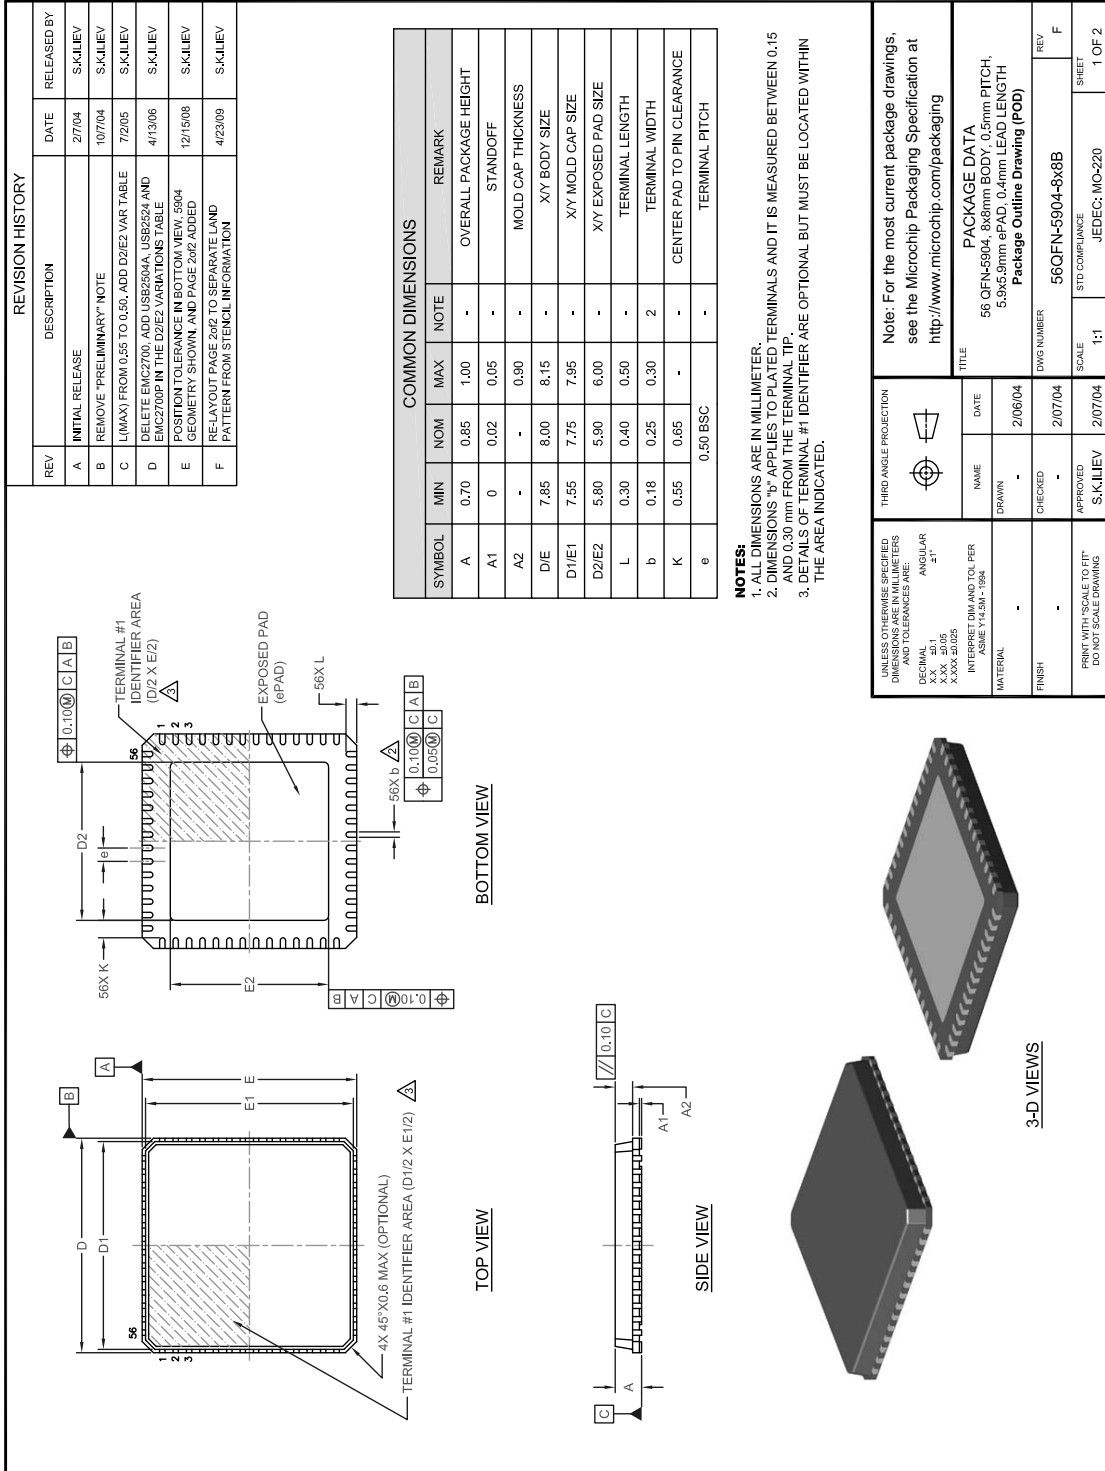 REVISION HISTORY
REV DESCRIPTION DATE RELEASED BY
A INITIAL RELEASE 2/7/04 S.K.ILIEV
B REMOVE "PRELIMINARY" NOTE 10/7/04 S.K.ILIEV
C L(MAX) FROM 0.55 TO 0.50. ADD D2/E2 VAR TABLE 7/2/05 S.K.ILIEV
D DELETE EMC2700, ADD USB2504A, USB2524 AND
EMC2700P IN THE D2/E2 VARIATIONS TABLE 4/13/06 S.K.ILIEV
E POSITION TOLERANCE IN BOTTOM VIEW, 5904
GEOMETRY SHOWN, AND PAGE 2of2 ADDED 12/15/08 S.K.ILIEV
F RE-LAYOUT PAGE 2of2 TO SEPARATE LAND
PATTERN FROM STENCIL INFORMATION 4/23/09 S.K.ILIEV
D
D1
B
A
E
E1
56
1
2
3
4X 45°X0.6 MAX (OPTIONAL)
TERMINAL #1 IDENTIFIER AREA (D1/2 X E1/2) 3
TOP VIEW
56X K
D2
e
⌖ 0.10Ⓜ C A B
TERMINAL #1
IDENTIFIER AREA
(D/2 X E/2)
3
56
1
2
3
E2
⌖ 0.10Ⓜ C A B
EXPOSED PAD
(ePAD)
56X L
56X b 2
⌖ 0.10Ⓜ C A B
0.05Ⓜ C
BOTTOM VIEW
COMMON DIMENSIONS
SYMBOL MIN NOM MAX NOTE REMARK
A 0.70 0.85 1.00 - OVERALL PACKAGE HEIGHT
A1 0 0.02 0.05 - STANDOFF
A2 - - 0.90 - MOLD CAP THICKNESS
D/E 7.85 8.00 8.15 - X/Y BODY SIZE
D1/E1 7.55 7.75 7.95 - X/Y MOLD CAP SIZE
D2/E2 5.80 5.90 6.00 - X/Y EXPOSED PAD SIZE
L 0.30 0.40 0.50 - TERMINAL LENGTH
b 0.18 0.25 0.30 2 TERMINAL WIDTH
K 0.55 0.65 - - CENTER PAD TO PIN CLEARANCE
e 0.50 BSC - TERMINAL PITCH
C
A
// 0.10 C
A1
A2
SIDE VIEW
NOTES:
1. ALL DIMENSIONS ARE IN MILLIMETER.
2. DIMENSIONS "b" APPLIES TO PLATED TERMINALS AND IT IS MEASURED BETWEEN 0.15
AND 0.30 mm FROM THE TERMINAL TIP.
3. DETAILS OF TERMINAL #1 IDENTIFIER ARE OPTIONAL BUT MUST BE LOCATED WITHIN
THE AREA INDICATED.
3-D VIEWS
UNLESS OTHERWISE SPECIFIED
DIMENSIONS ARE IN MILLIMETERS
AND TOLERANCES ARE:
DECIMAL ANGULAR
X.X ±0.1 ±1°
X.XX ±0.05
X.XXX ±0.025
INTERPRET DIM AND TOL PER
ASME Y14.5M - 1994
MATERIAL
-
FINISH
-
PRINT WITH "SCALE TO FIT"
DO NOT SCALE DRAWING
THIRD ANGLE PROJECTION
NAME DATE
DRAWN
- 2/06/04
CHECKED
- 2/07/04
APPROVED
S.K.ILIEV 2/07/04
Note: For the most current package drawings,
see the Microchip Packaging Specification at
http://www.microchip.com/packaging
TITLE
PACKAGE DATA
56 QFN-5904, 8x8mm BODY, 0.5mm PITCH,
5.9x5.9mm ePAD, 0.4mm LEAD LENGTH
Package Outline Drawing (POD)
DWG NUMBER REV
56QFN-5904-8x8B F
SCALE STD COMPLIANCE SHEET
1:1 JEDEC: MO-220 1 OF 2